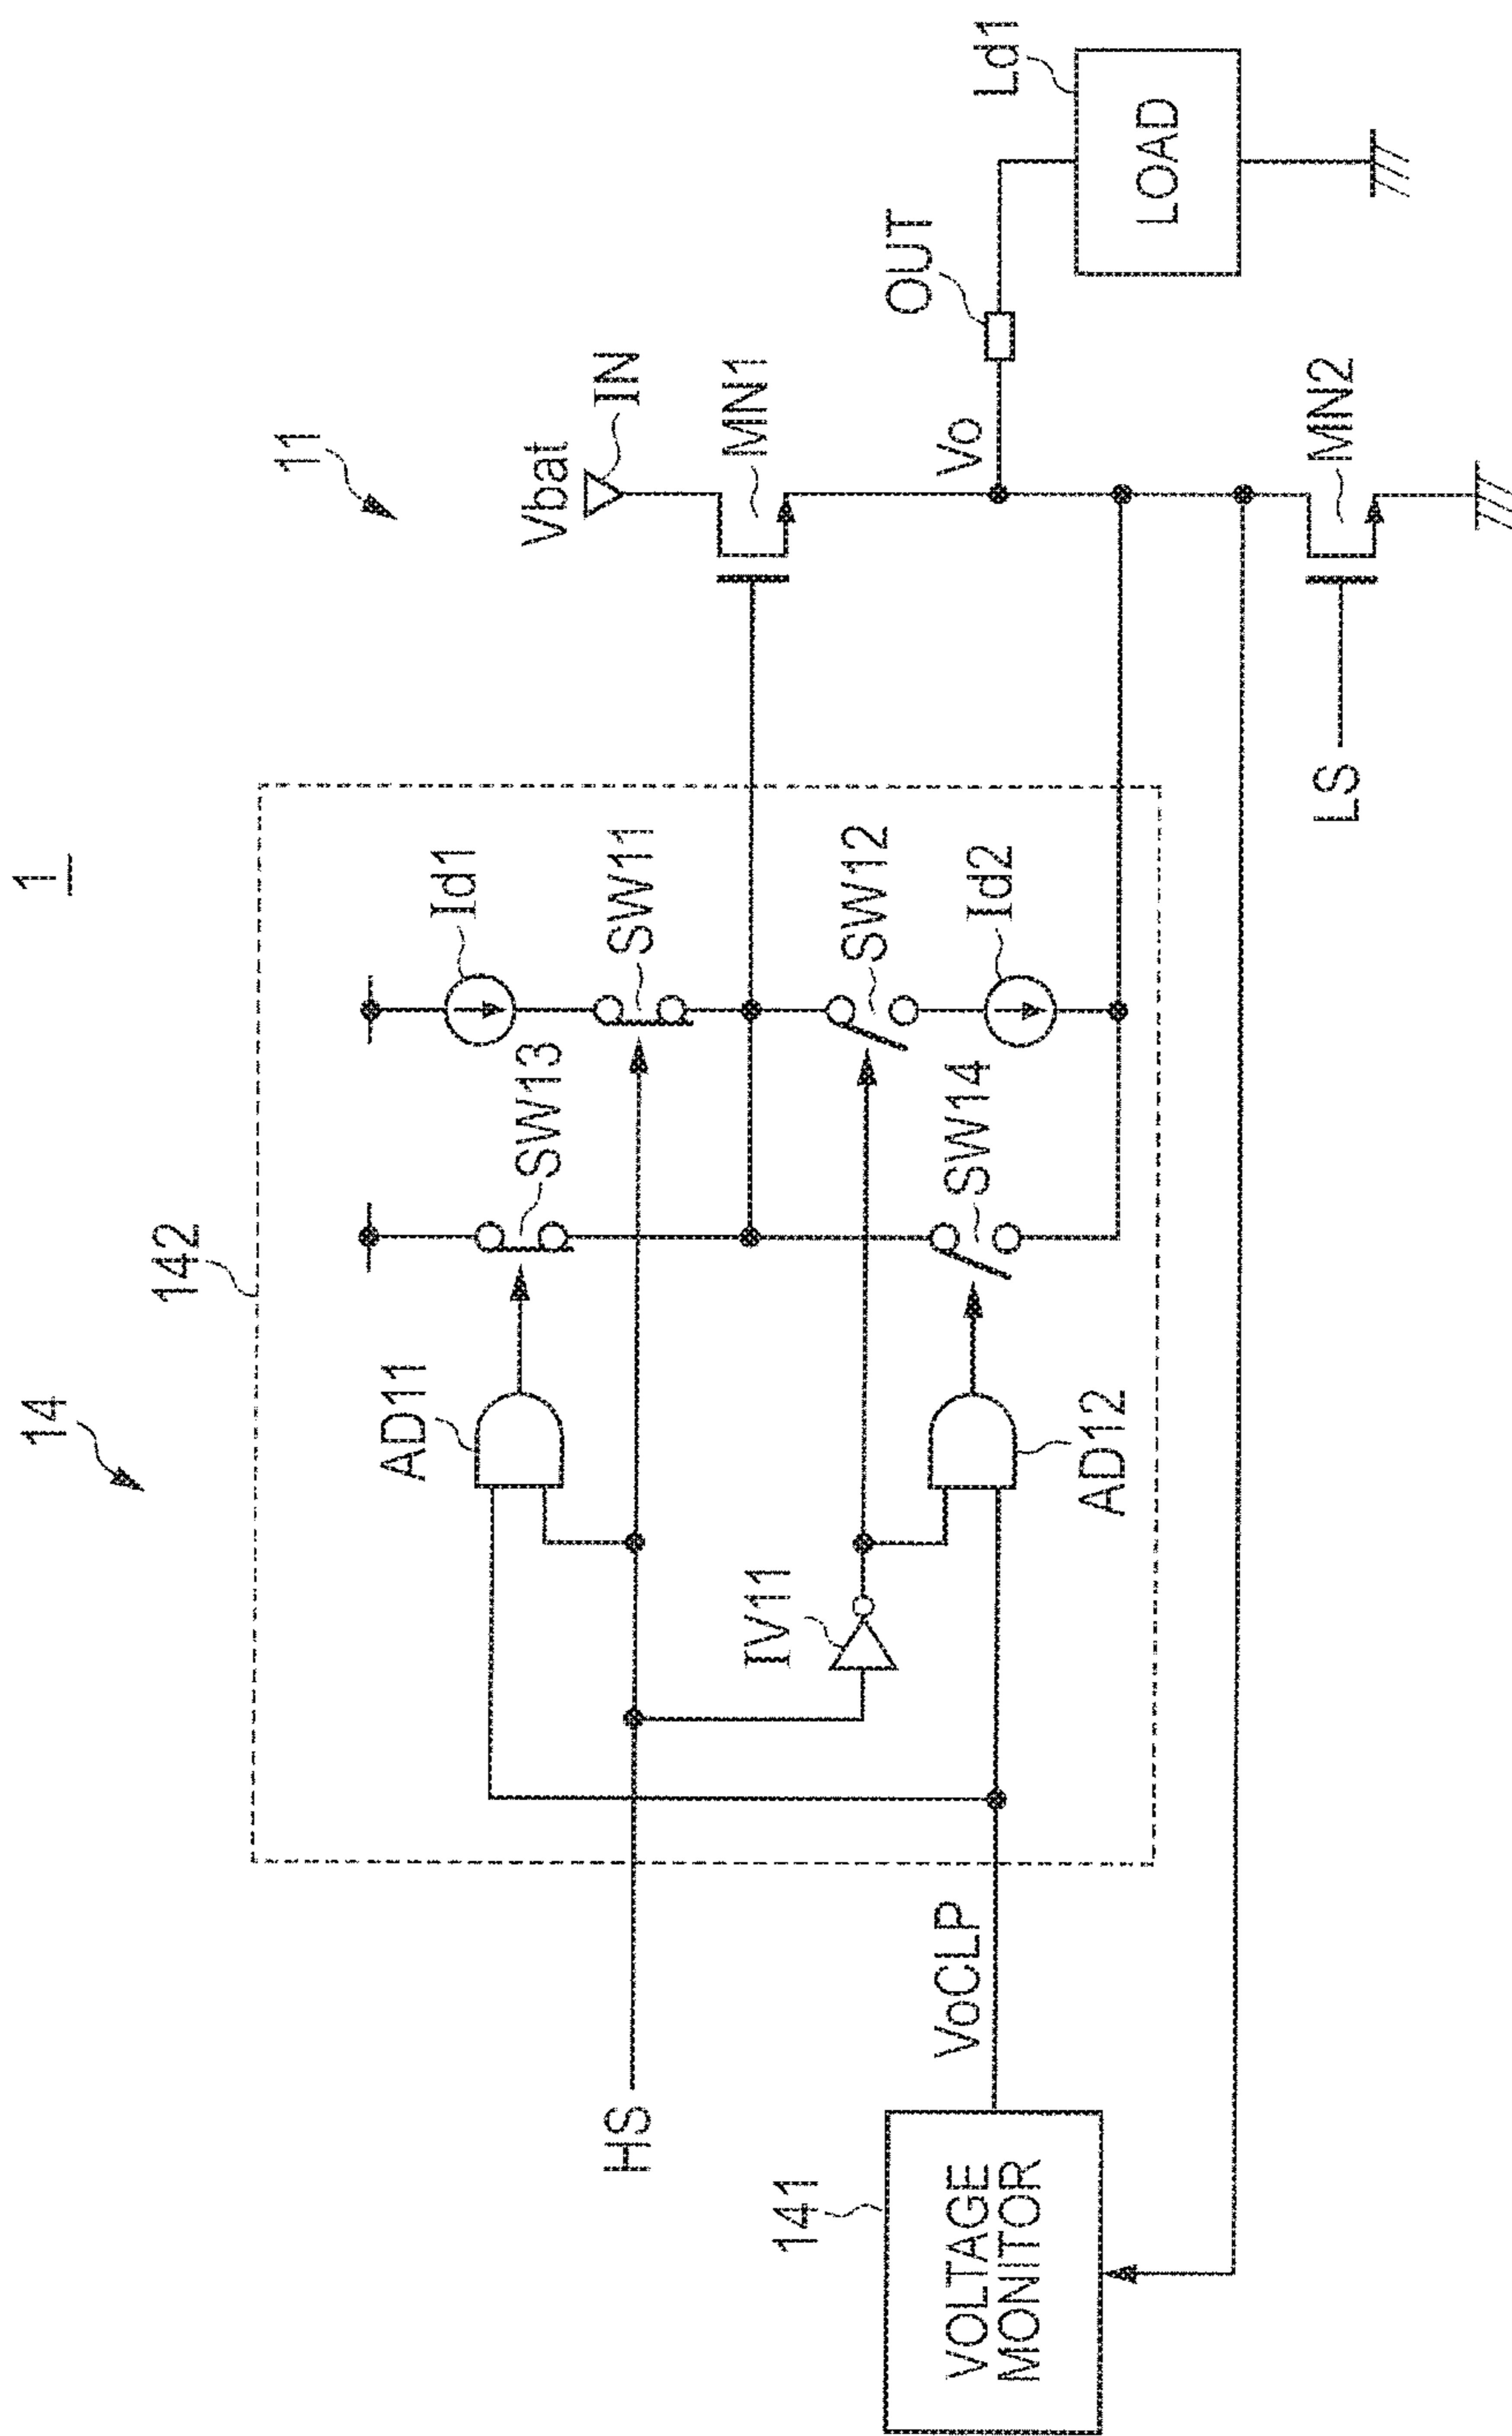 1
14
11
142
Vbat
IN
Id1
AD11
SW13
SW11
MN1
HS
IV11
SW12
OUT
Ld1
141
VOLTAGE
MONITOR
VoCLP
SW14
Id2
Vo
LOAD
AD12
LS
MN2